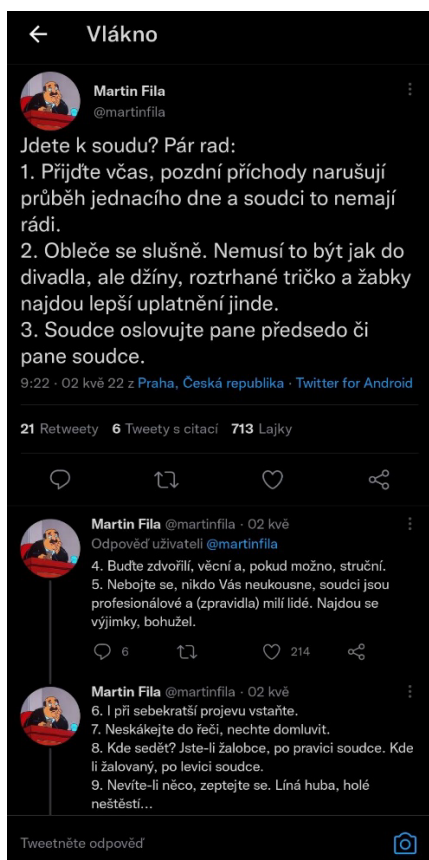 Vlákno
Martin Fila
@martinfila
Jdete k soudu? Pár rad:
1. Přijďte včas, pozdní příchody narušují
průběh jednacího dne a soudci to nemají
rádi.
2. Obleče se slušně. Nemusí to být jak do
divadla, ale džíny, roztrhané tričko a žabky
najdou lepší uplatnění jinde.
3. Soudce oslovujte pane předsedo či
pane soudce.
9:22 · 02 kvě 22 z Praha, Česká republika · Twitter for Android
21 Retweety 6 Tweety s citací 713 Lajky
Martin Fila @martinfila · 02 kvě
Odpověď uživateli @martinfila
4. Buďte zdvořilí, věcní a, pokud možno, struční.
5. Nebojte se, nikdo Vás neukousne, soudci jsou
profesionálové a (zpravidla) milí lidé. Najdou se
výjimky, bohužel.
6 214
Martin Fila @martinfila · 02 kvě
6. I při sebekratší projevu vstaňte.
7. Neskákejte do řeči, nechte domluvit.
8. Kde sedět? Jste-li žalobce, po pravici soudce. Kde
li žalovaný, po levici soudce.
9. Nevíte-li něco, zeptejte se. Líná huba, holé
neštěstí...
Tweetněte odpověď